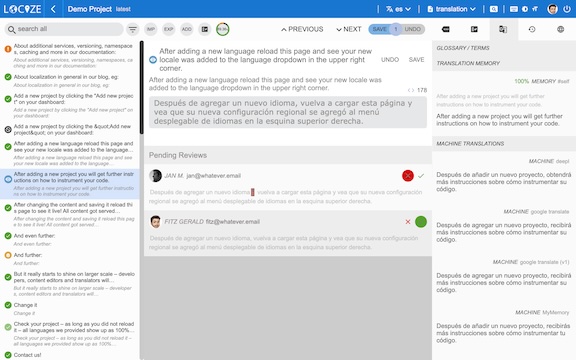 LOCIZE Demo Project latest es translation
search all IMP EXP ADD PREVIOUS NEXT SAVE 1 UNDO
About additional services, versioning, namespaces, caching and more in our documentation:
About additional services, versioning, namespaces, caching and more in our documentation:
About localization in general in our blog, eg:
About localization in general in our blog, eg:
Add a new project by clicking the "Add new project" on your dashboard:
Add a new project by clicking the "Add new project" on your dashboard:
Add a new project by clicking the &quot;Add new project&quot; on your dashboard:
After adding a new language reload this page and see your new locale was added to the language…
After adding a new language reload this page and see your new locale was added to the language…
After adding a new project you will get further instructions on how to instrument your code.
After adding a new project you will get further instructions on how to instrument your code.
After changing the content and saving it reload this page to see it live! All content got served…
After changing the content and saving it reload this page to see it live! All content got served…
And even further:
And even further:
And further:
And further:
But it really starts to shine on larger scale – developers, content editors and translators will…
But it really starts to shine on larger scale – developers, content editors and translators will…
Change it
Change it
Check your project – as long as you did not reload it – all languages we provided show up as 100%…
Check your project – as long as you did not reload it – all languages we provided show up as 100%…
Contact us!
After adding a new language reload this page and see your new
locale was added to the language dropdown in the upper right
corner.
UNDO SAVE
After adding a new language reload this page and see your new locale was
added to the language dropdown in the upper right corner.
178
Después de agregar un nuevo idioma, vuelva a cargar esta página y
vea que su nueva configuración regional se agregó al menú
desplegable de idiomas en la esquina superior derecha.
Pending Reviews
JAN M. jan@whatever.email
Después de agregar un nuevo idioma, vuelva a cargar esta página y vea que su nueva configuración
regional se agregó al menú desplegable de idiomas en la esquina superior derecha.
FITZ GERALD fitz@whatever.email
Después de agregar un nuevo idioma, vuelva a cargar esta página y vea que su nueva configuración
regional se agregó al menú desplegable de idiomas en la esquina superior derecha.
GLOSSARY / TERMS
TRANSLATION MEMORY
100% MEMORY itself
After adding a new project you will get further
instructions on how to instrument your code.
After adding a new project you will get further
instructions on how to instrument your code.
MACHINE TRANSLATIONS
MACHINE deepl
Después de añadir un nuevo proyecto, obtendrá
más instrucciones sobre cómo instrumentar su
código.
MACHINE google translate
Después de agregar un nuevo proyecto, recibirá
más instrucciones sobre cómo instrumentar su
código.
MACHINE google translate (v1)
Después de agregar un nuevo proyecto, recibirá
más instrucciones sobre cómo instrumentar su
código.
MACHINE MyMemory
Después de añadir un nuevo proyecto, recibirá
más instrucciones sobre cómo instrumentar su
código.